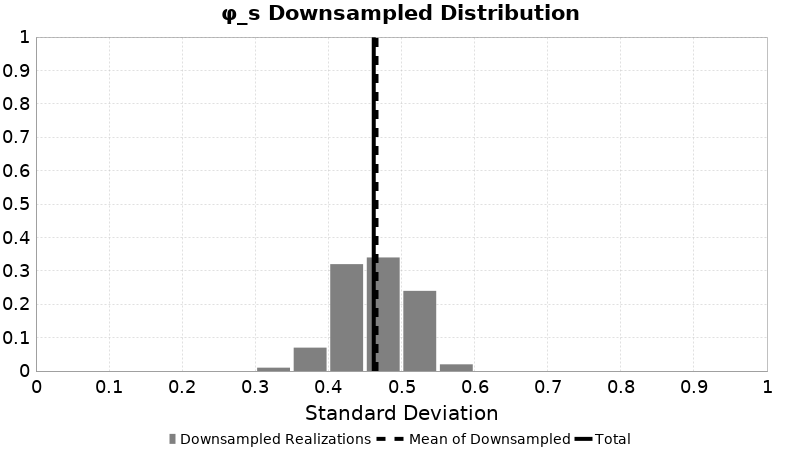 φ_s Downsampled Distribution
1
0.9
0.8
0.7
0.6
0.5
0.4
0.3
0.2
0.1
0
0 0.1 0.2 0.3 0.4 0.5 0.6 0.7 0.8 0.9 1
Standard Deviation
Downsampled Realizations Mean of Downsampled Total